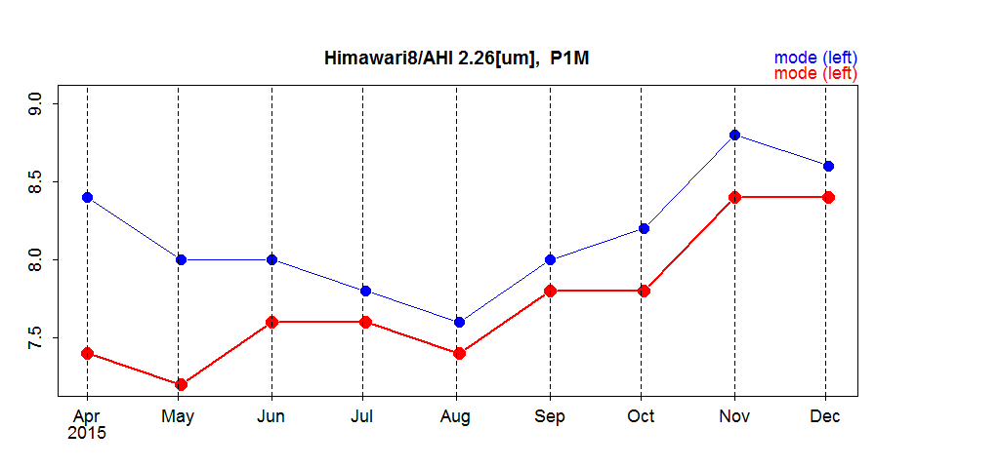 Himawari8/AHI 2.26[um],  P1M
mode (left)
mode (left)
9.0
8.5
8.0
7.5
Apr May Jun Jul Aug Sep Oct Nov Dec
2015